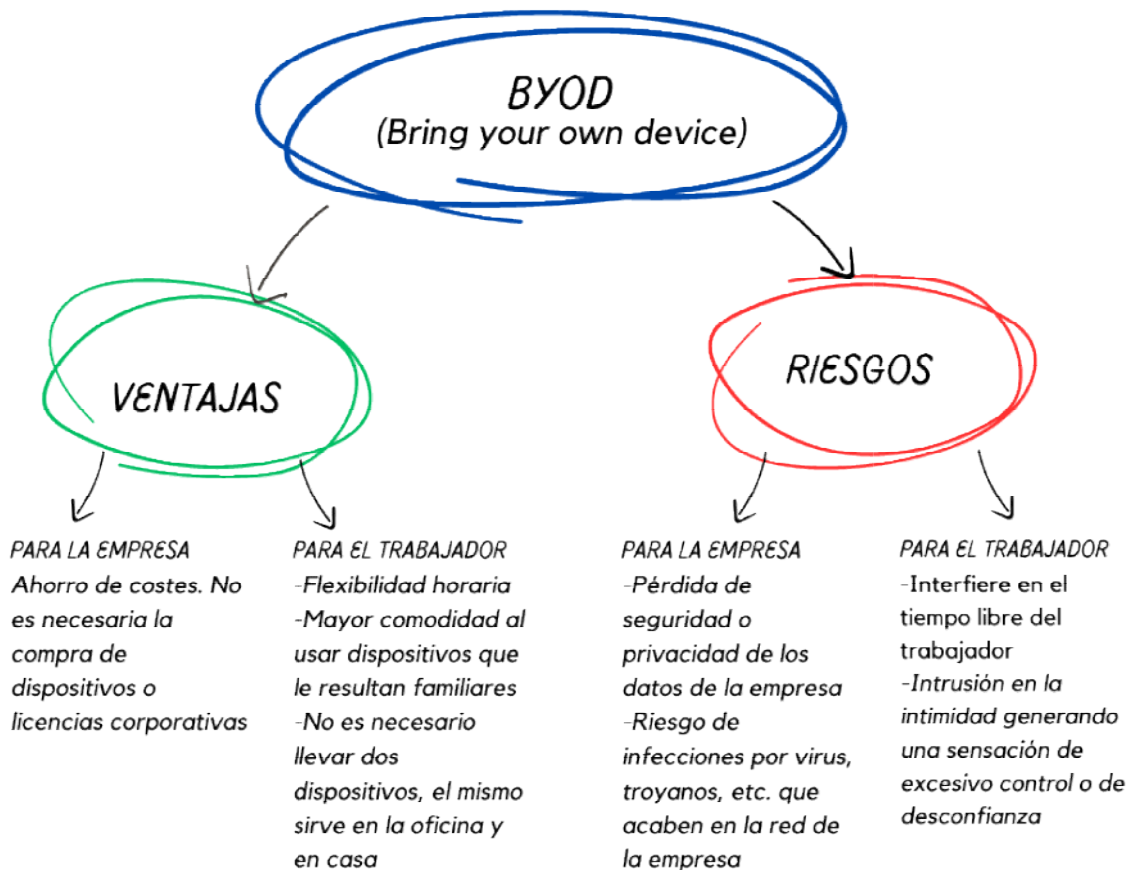 BYOD
(Bring your own device)
VENTAJAS
RIESGOS
PARA LA EMPRESA
Ahorro de costes. No
es necesaria la
compra de
dispositivos o
licencias corporativas
PARA EL TRABAJADOR
-Flexibilidad horaria
-Mayor comodidad al
usar dispositivos que
le resultan familiares
-No es necesario
llevar dos
dispositivos, el mismo
sirve en la oficina y
en casa
PARA LA EMPRESA
-Pérdida de
seguridad o
privacidad de los
datos de la empresa
-Riesgo de
infecciones por virus,
troyanos, etc. que
acaben en la red de
la empresa
PARA EL TRABAJADOR
-Interfiere en el
tiempo libre del
trabajador
-Intrusión en la
intimidad generando
una sensación de
excesivo control o de
desconfianza